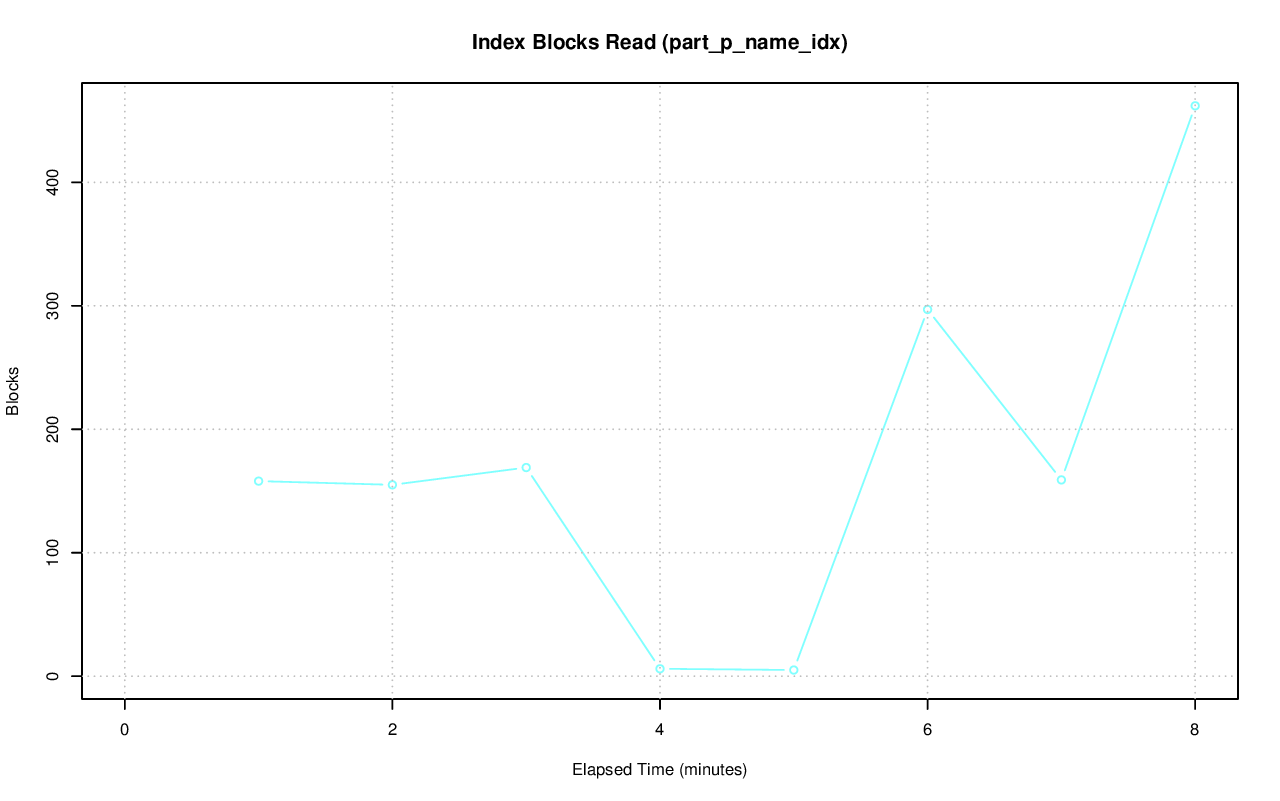 Index Blocks Read (part_p_name_idx)
Blocks
400
300
200
100
0
0 2 4 6 8
Elapsed Time (minutes)